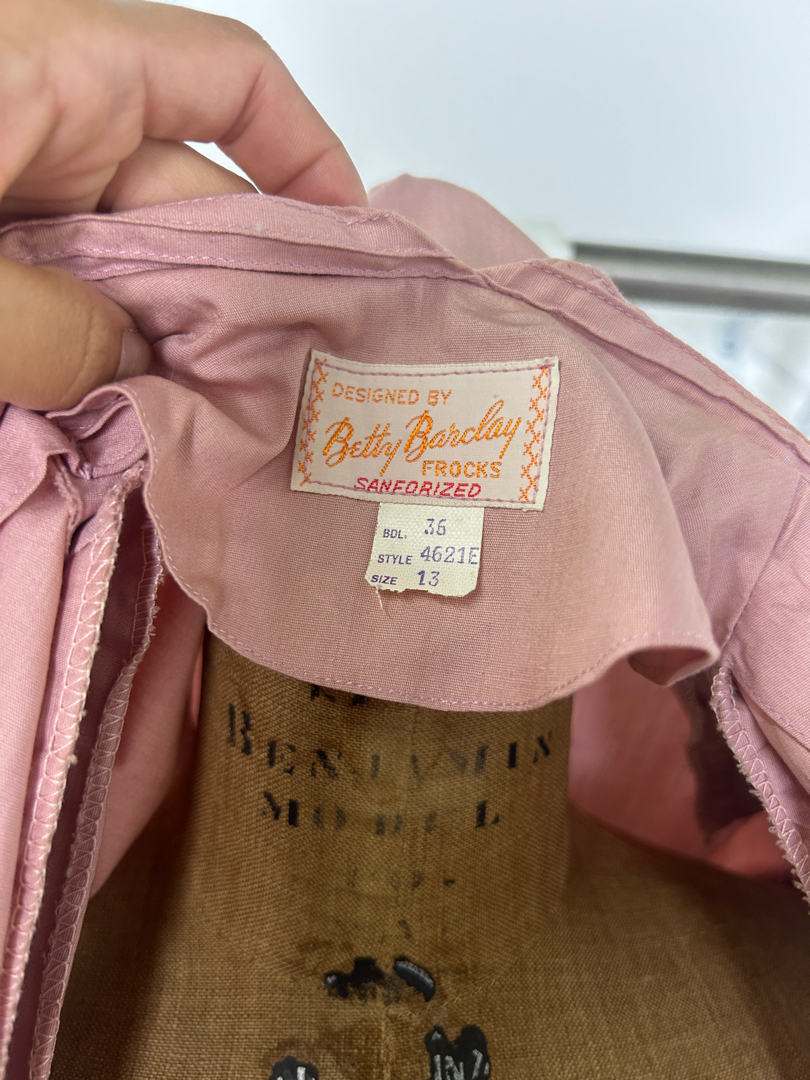 DESIGNED BY
Betty Barclay
FROCKS
SANFORIZED
BDL. 36
STYLE 4621E
SIZE 13
BENJAMIN
MODEL